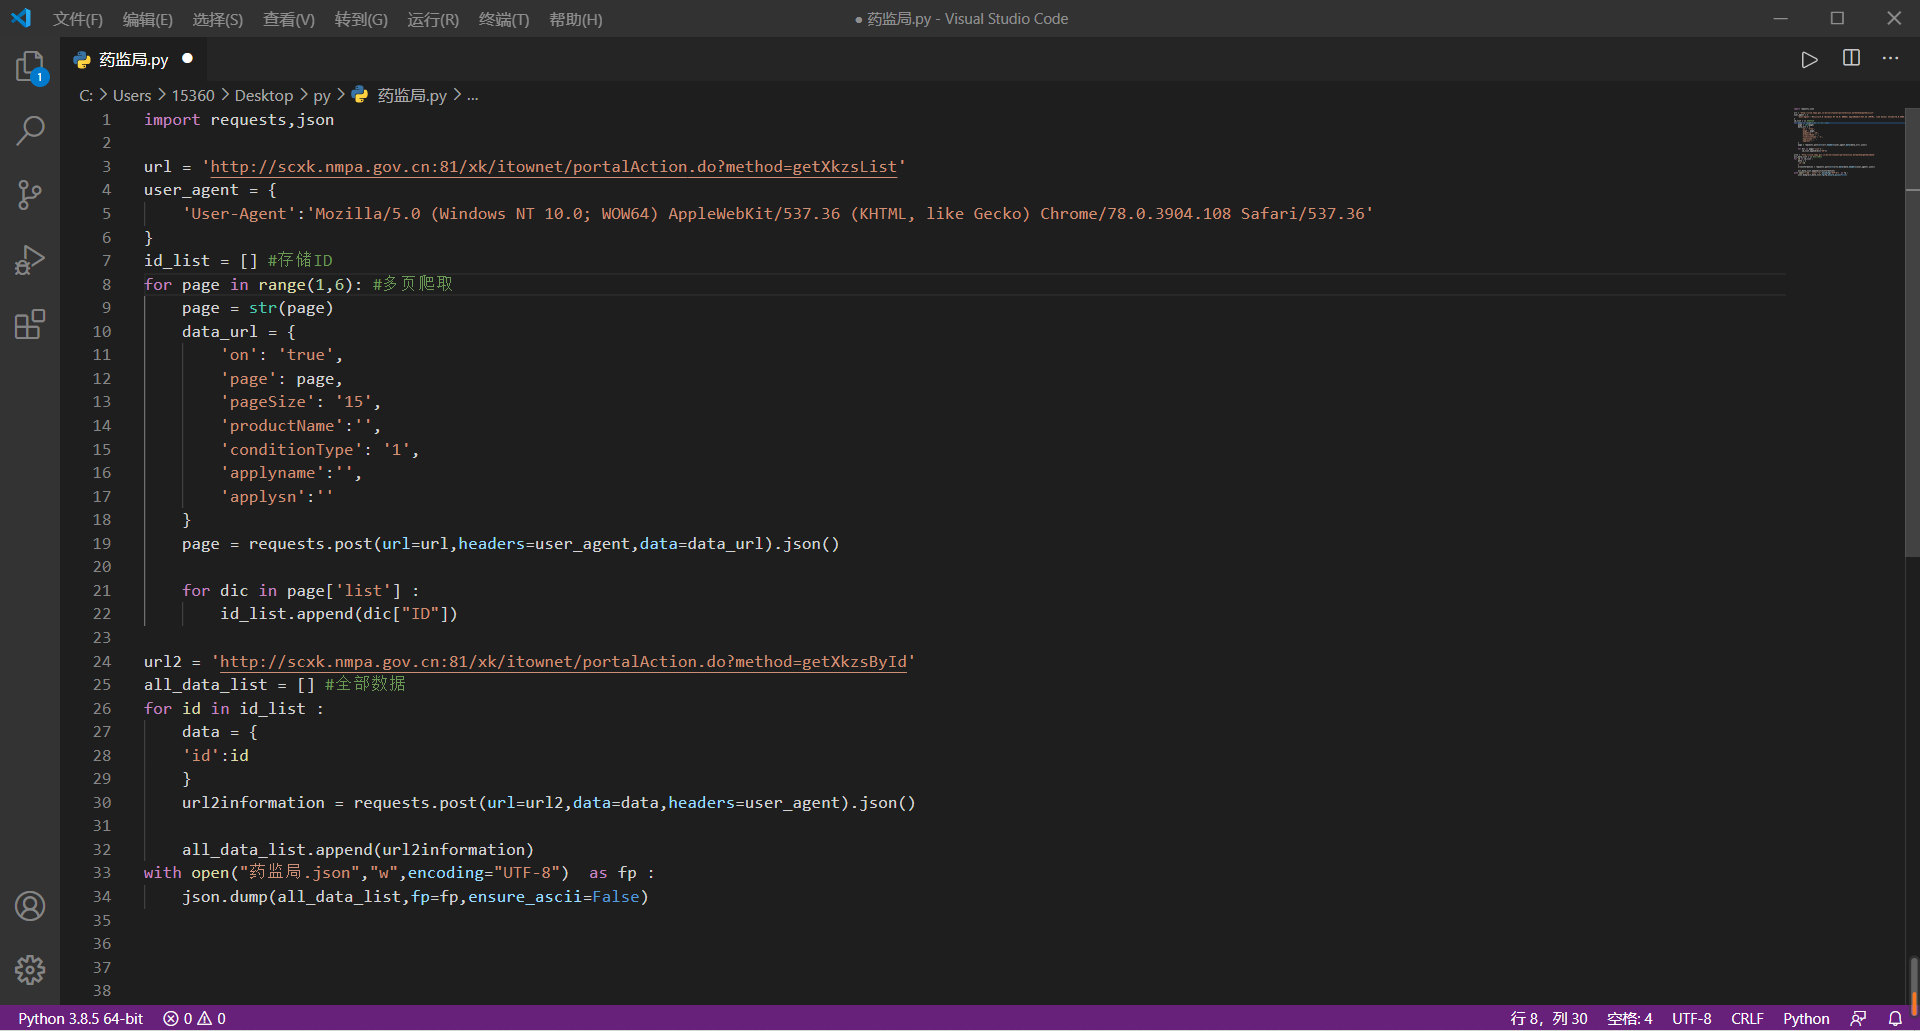 文件(F) 编辑(E) 选择(S) 查看(V) 转到(G) 运行(R) 终端(T) 帮助(H) ● 药监局.py - Visual Studio Code
药监局.py ●
1
C: > Users > 15360 > Desktop > py > 药监局.py > ...
1 import requests,json
2
3 url = 'http://scxk.nmpa.gov.cn:81/xk/itownet/portalAction.do?method=getXkzsList'
4 user_agent = {
5     'User-Agent':'Mozilla/5.0 (Windows NT 10.0; WOW64) AppleWebKit/537.36 (KHTML, like Gecko) Chrome/78.0.3904.108 Safari/537.36'
6 }
7 id_list = [] #存储ID
8 for page in range(1,6): #多页爬取
9     page = str(page)
10     data_url = {
11         'on': 'true',
12         'page': page,
13         'pageSize': '15',
14         'productName':'',
15         'conditionType': '1',
16         'applyname':'',
17         'applysn':''
18     }
19     page = requests.post(url=url,headers=user_agent,data=data_url).json()
20
21     for dic in page['list'] :
22         id_list.append(dic["ID"])
23
24 url2 = 'http://scxk.nmpa.gov.cn:81/xk/itownet/portalAction.do?method=getXkzsById'
25 all_data_list = [] #全部数据
26 for id in id_list :
27     data = {
28     'id':id
29     }
30     url2information = requests.post(url=url2,data=data,headers=user_agent).json()
31
32     all_data_list.append(url2information)
33 with open("药监局.json","w",encoding="UTF-8")  as fp :
34     json.dump(all_data_list,fp=fp,ensure_ascii=False)
35
36
37
38
Python 3.8.5 64-bit 0 0 行 8，列 30 空格: 4 UTF-8 CRLF Python